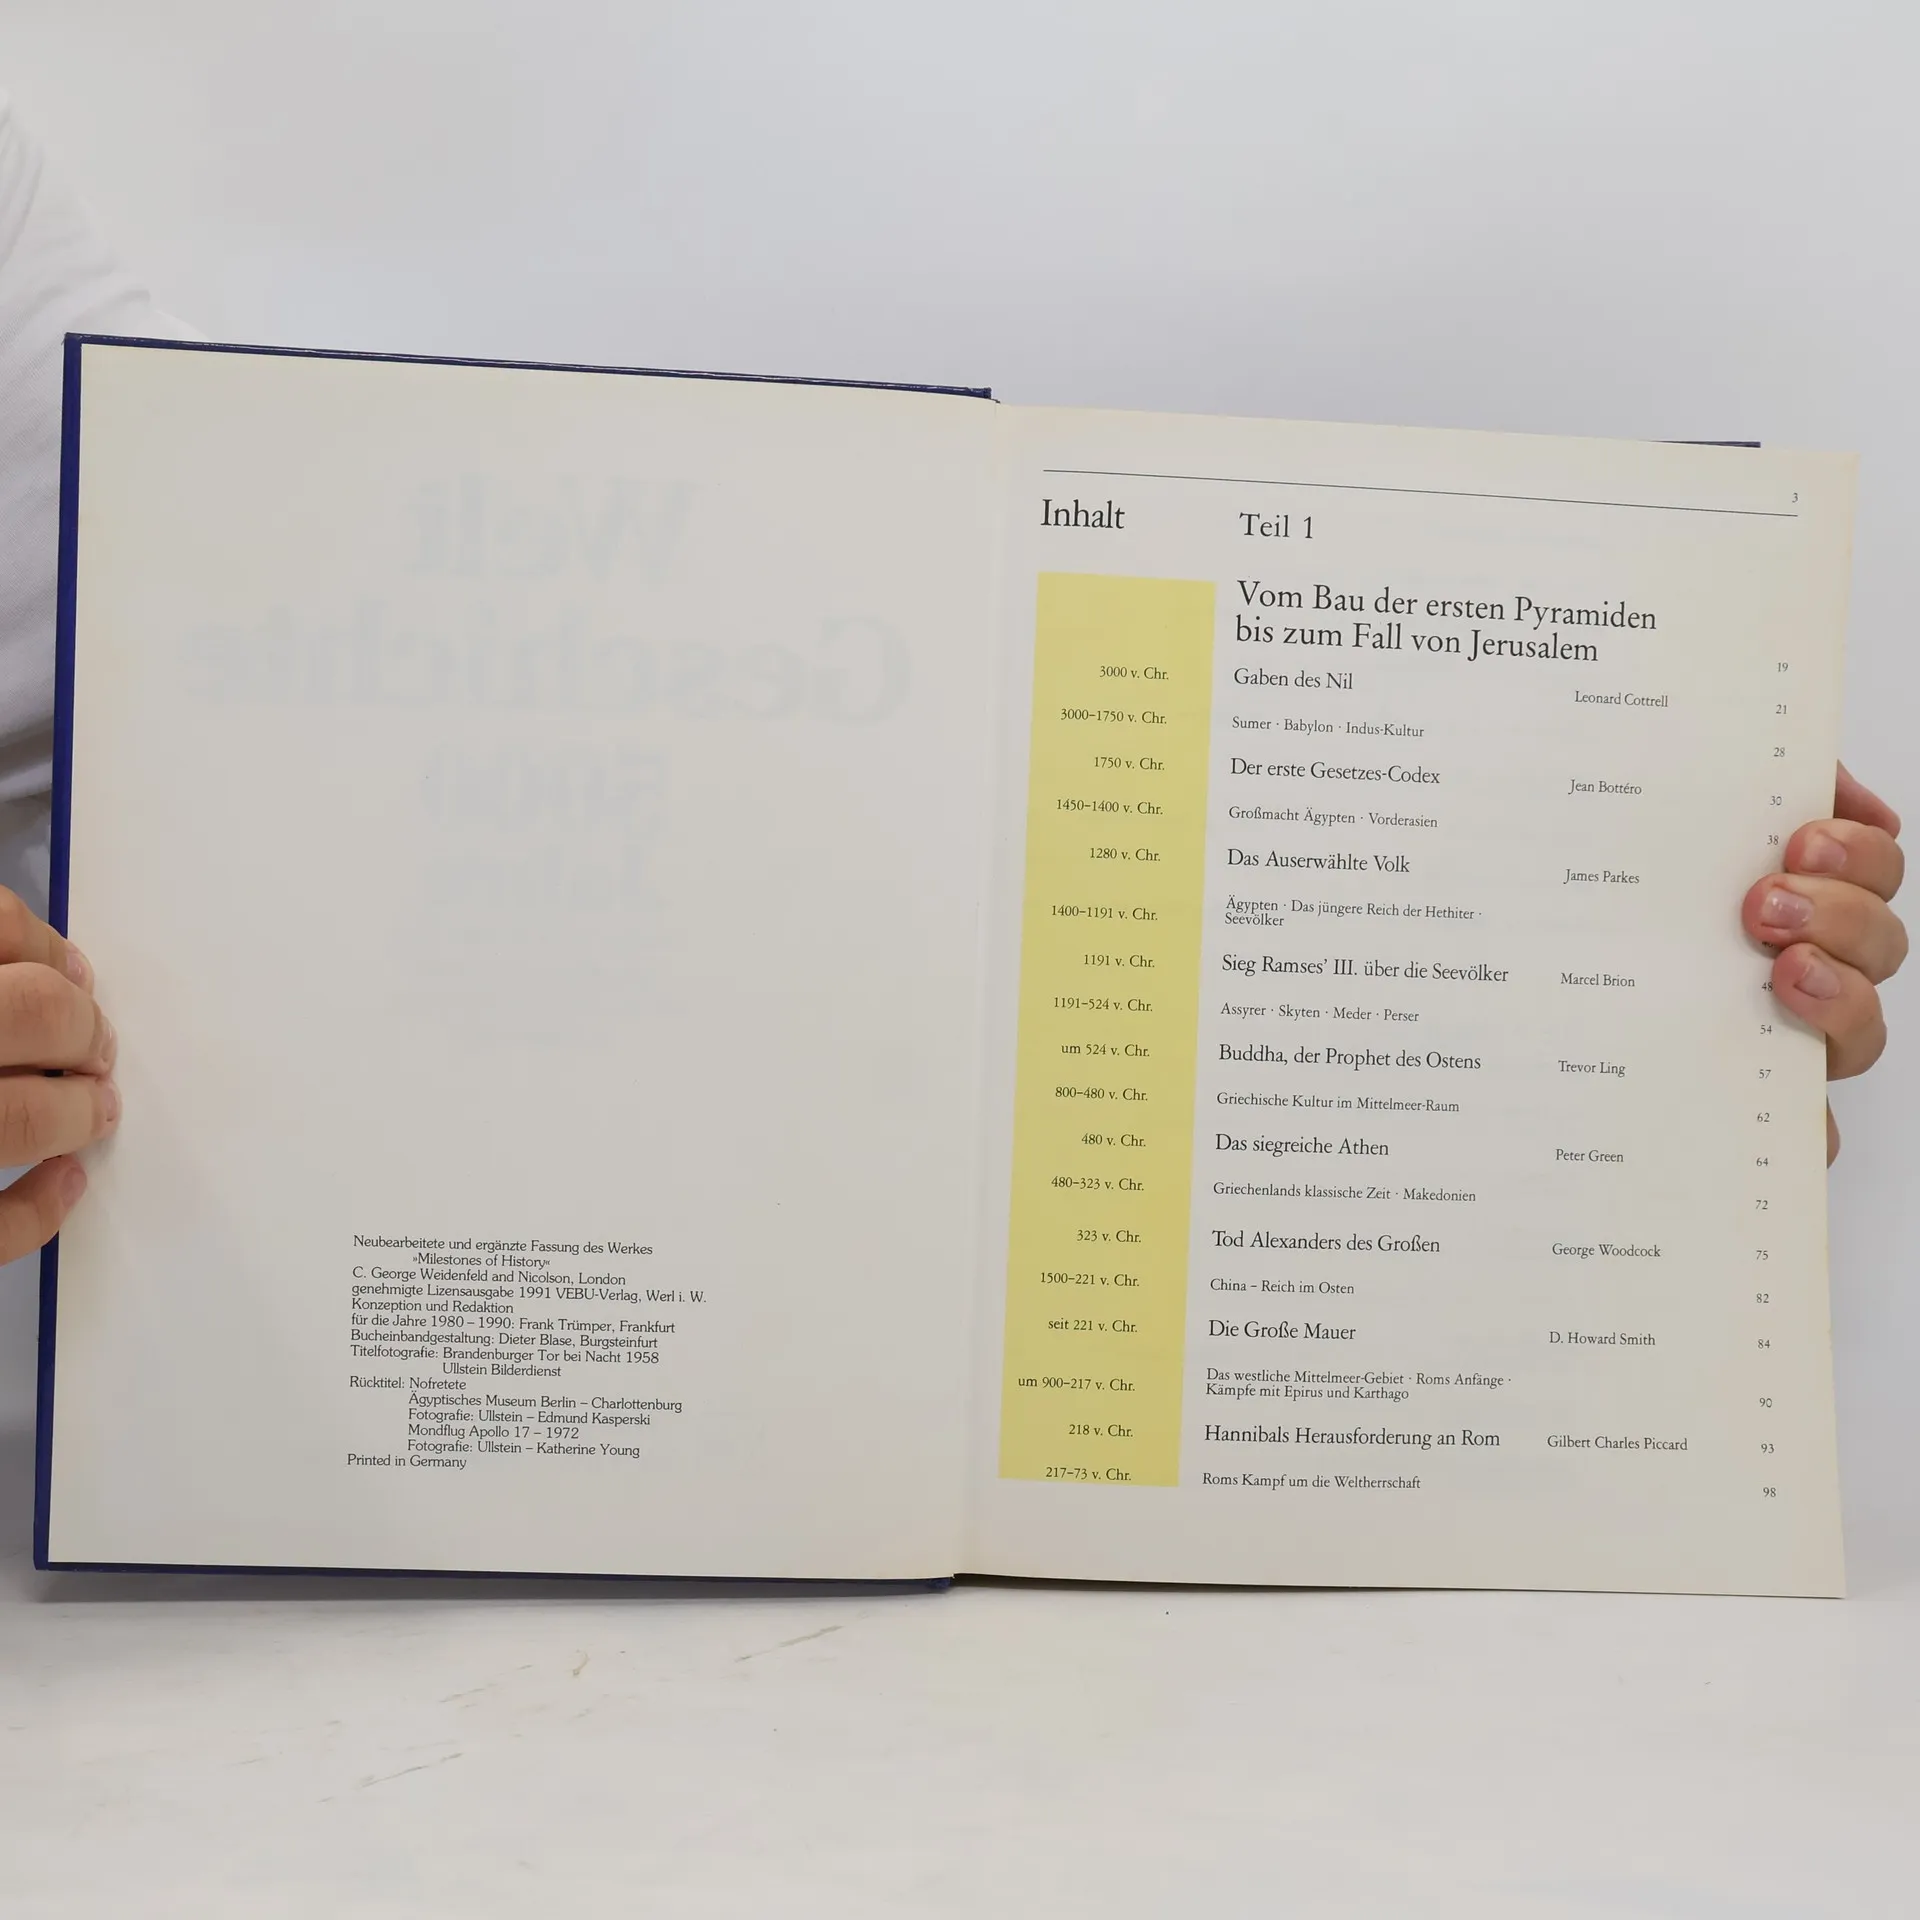 Neubearbeitete und ergänzte Fassung des Werkes
»Milestones of History«
C. George Weidenfeld and Nicolson, London
genehmigte Lizensausgabe 1991 VEBU-Verlag, Werl i. W.
Konzeption und Redaktion
für die Jahre 1980 – 1990: Frank Trümper, Frankfurt
Bucheinbandgestaltung: Dieter Blase, Burgsteinfurt
Titelfotografie: Brandenburger Tor bei Nacht 1958
Ullstein Bilderdienst
Rücktitel: Nofretete
Ägyptisches Museum Berlin – Charlottenburg
Fotografie: Ullstein – Edmund Kasperski
Mondflug Apollo 17 – 1972
Fotografie: Ullstein – Katherine Young
Printed in Germany
3
Inhalt Teil 1
Vom Bau der ersten Pyramiden
bis zum Fall von Jerusalem 19
3000 v. Chr. Gaben des Nil Leonard Cottrell 21
3000–1750 v. Chr. Sumer · Babylon · Indus-Kultur 28
1750 v. Chr. Der erste Gesetzes-Codex Jean Bottéro 30
1450–1400 v. Chr. Großmacht Ägypten · Vorderasien 38
1280 v. Chr. Das Auserwählte Volk James Parkes
1400–1191 v. Chr. Ägypten · Das jüngere Reich der Hethiter ·
Seevölker
1191 v. Chr. Sieg Ramses’ III. über die Seevölker Marcel Brion 48
1191–524 v. Chr. Assyrer · Skyten · Meder · Perser 54
um 524 v. Chr. Buddha, der Prophet des Ostens Trevor Ling 57
800–480 v. Chr. Griechische Kultur im Mittelmeer-Raum 62
480 v. Chr. Das siegreiche Athen Peter Green 64
480–323 v. Chr. Griechenlands klassische Zeit · Makedonien 72
323 v. Chr. Tod Alexanders des Großen George Woodcock 75
1500–221 v. Chr. China – Reich im Osten 82
seit 221 v. Chr. Die Große Mauer D. Howard Smith 84
um 900–217 v. Chr. Das westliche Mittelmeer-Gebiet · Roms Anfänge ·
Kämpfe mit Epirus und Karthago 90
218 v. Chr. Hannibals Herausforderung an Rom Gilbert Charles Piccard 93
217–73 v. Chr. Roms Kampf um die Weltherrschaft 98